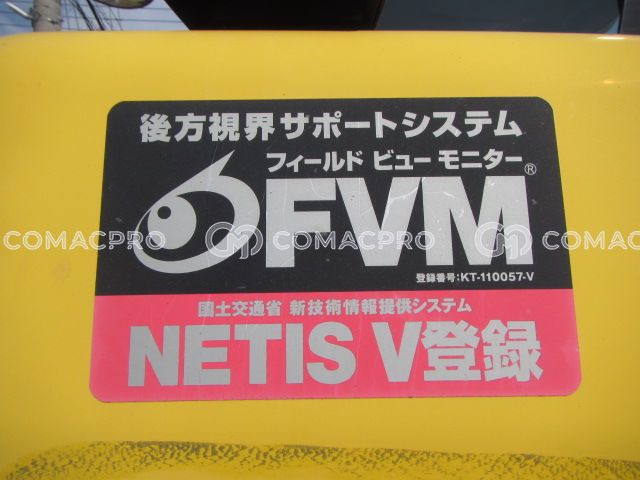 後方視界サポートシステム
フィールド ビュー モニター
FVM®
登録番号:KT-110057-V
国土交通省 新技術情報提供システム
NETIS V登録
COMACPRO COMACPRO COMACPRO